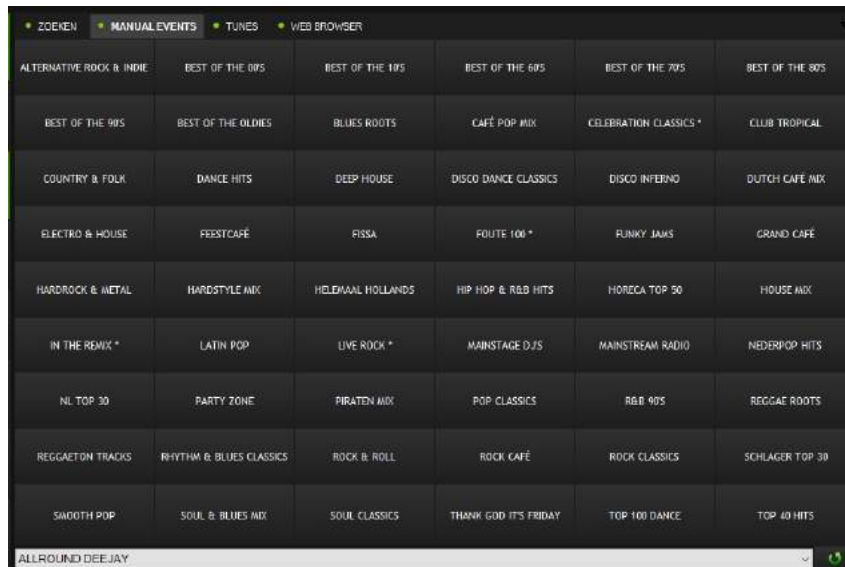 ZOEKEN MANUAL EVENTS TUNES WEB BROWSER
ALTERNATIVE ROCK & INDIE BEST OF THE 00'S BEST OF THE 10'S BEST OF THE 60'S BEST OF THE 70'S BEST OF THE 80'S
BEST OF THE 90'S BEST OF THE OLDIES BLUES ROOTS CAFÉ POP MIX CELEBRATION CLASSICS * CLUB TROPICAL
COUNTRY & FOLK DANCE HITS DEEP HOUSE DISCO DANCE CLASSICS DISCO INFERNO DUTCH CAFÉ MIX
ELECTRO & HOUSE FEESTCAFÉ FISSA FOUTE 100 * FUNKY JAMS GRAND CAFÉ
HARDROCK & METAL HARDSTYLE MIX HELEMAAL HOLLANDS HIP HOP & R&B HITS HORECA TOP 50 HOUSE MIX
IN THE REMIX * LATIN POP LIVE ROCK * MAINSTAGE DJ'S MAINSTREAM RADIO NEDERPOP HITS
NL TOP 30 PARTY ZONE PIRATEN MIX POP CLASSICS R&B 90'S REGGAE ROOTS
REGGAETON TRACKS RHYTHM & BLUES CLASSICS ROCK & ROLL ROCK CAFÉ ROCK CLASSICS SCHLAGER TOP 30
SMOOTH POP SOUL & BLUES MIX SOUL CLASSICS THANK GOD IT'S FRIDAY TOP 100 DANCE TOP 40 HITS
ALLROUND DEEJAY